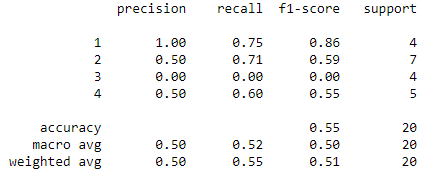 precision recall f1-score support
1 1.00 0.75 0.86 4
2 0.50 0.71 0.59 7
3 0.00 0.00 0.00 4
4 0.50 0.60 0.55 5
accuracy 0.55 20
macro avg 0.50 0.52 0.50 20
weighted avg 0.50 0.55 0.51 20